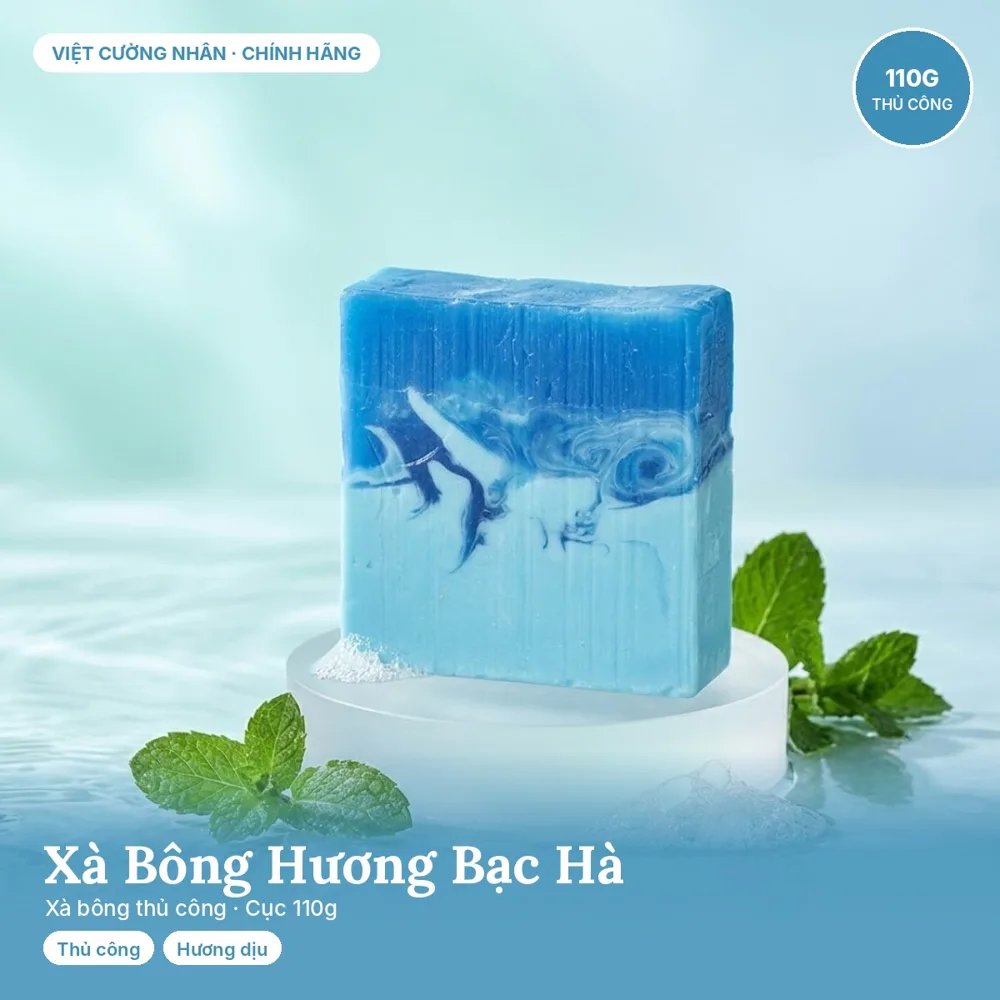 VIỆT CƯỜNG NHÂN · CHÍNH HÃNG
110G
THỦ CÔNG
Xà Bông Hương Bạc Hà
Xà bông thủ công · Cục 110g
Thủ công
Hương dịu